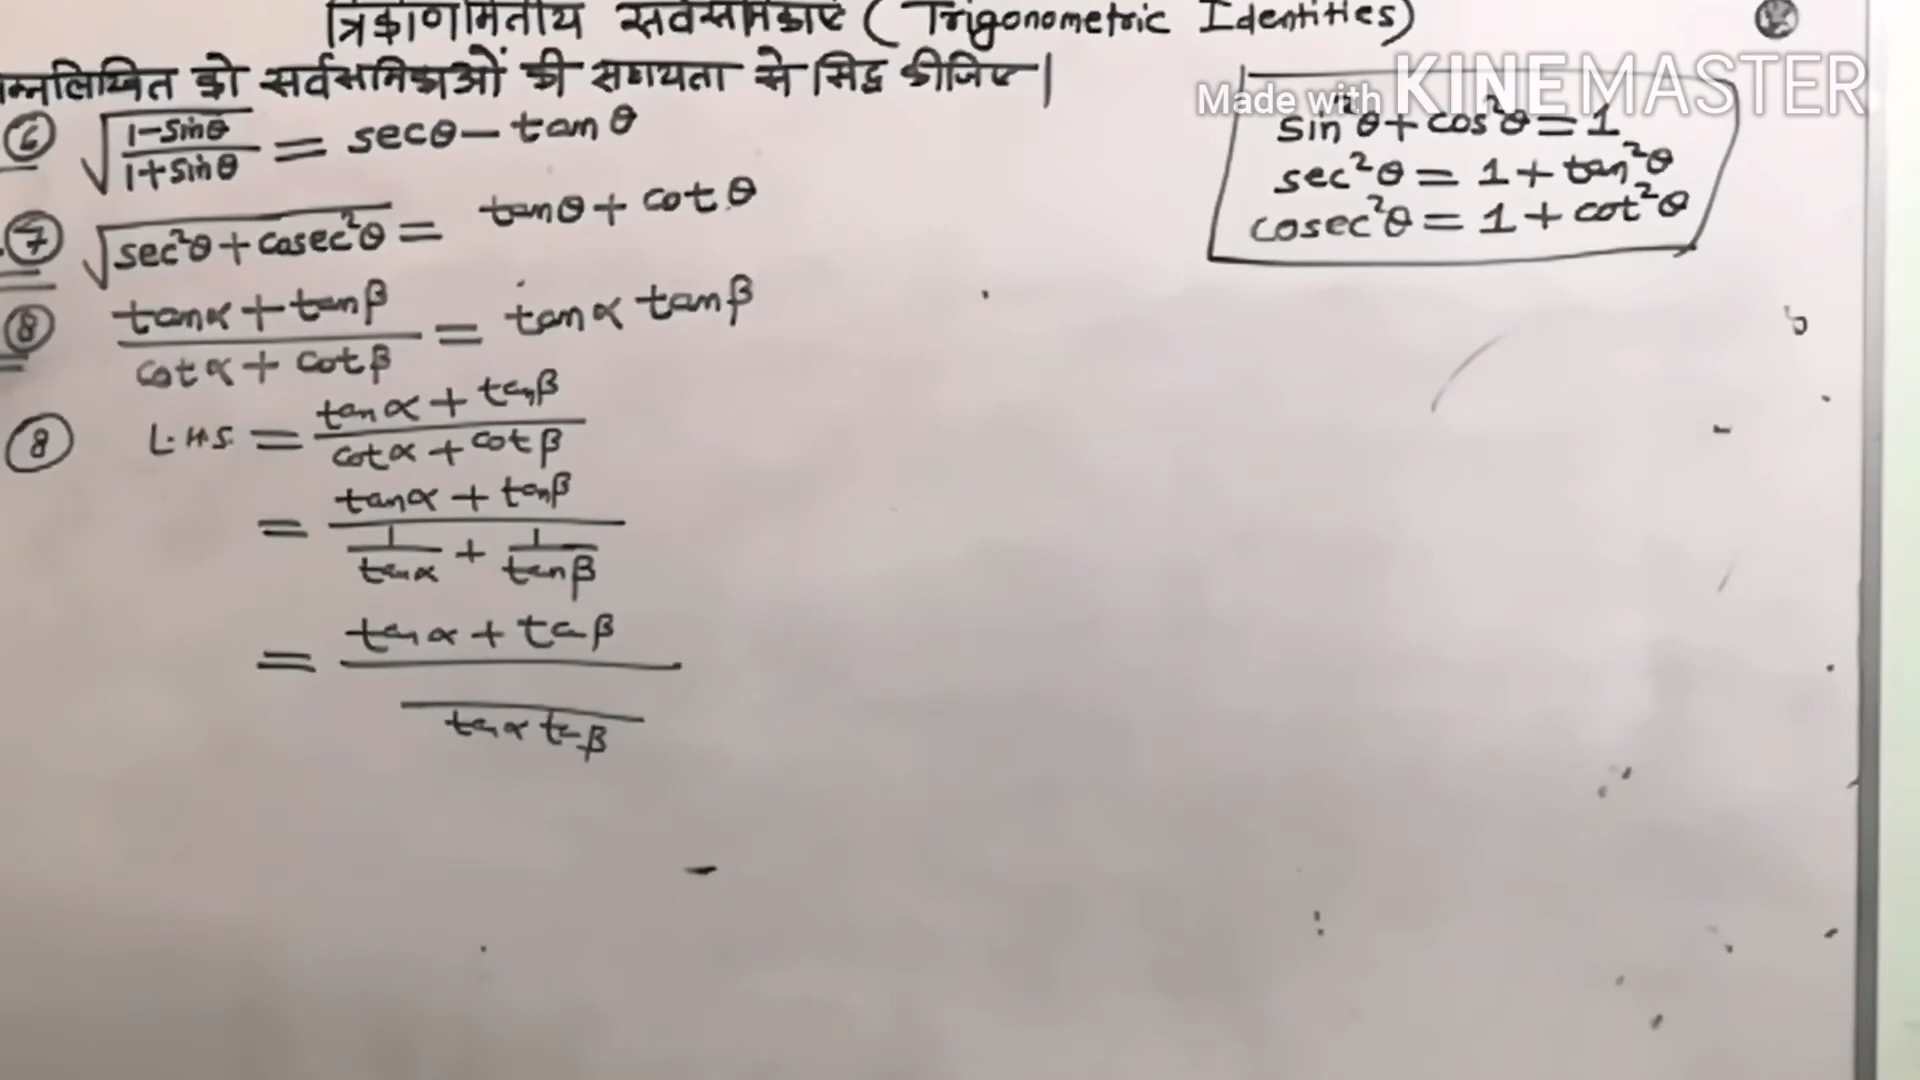 त्रिकोणमितीय सर्वसमिकाएं (Trigonometric Identities)
म्नलिखित को सर्वसमिकाओं की सहायता से सिद्ध कीजिए।
Made with KINEMASTER
⑥ √((1-sinθ)/(1+sinθ)) = secθ - tanθ
sin²θ + cos²θ = 1
sec²θ = 1 + tan²θ
cosec²θ = 1 + cot²θ
⑦ √(sec²θ + cosec²θ) = tanθ + cotθ
⑧ (tanα + tanβ)/(cotα + cotβ) = tanα tanβ
⑧ L.H.S. = (tanα + tanβ)/(cotα + cotβ)
= (tanα + tanβ)/(1/tanα + 1/tanβ)
= tanα + tanβ
tanα tanβ